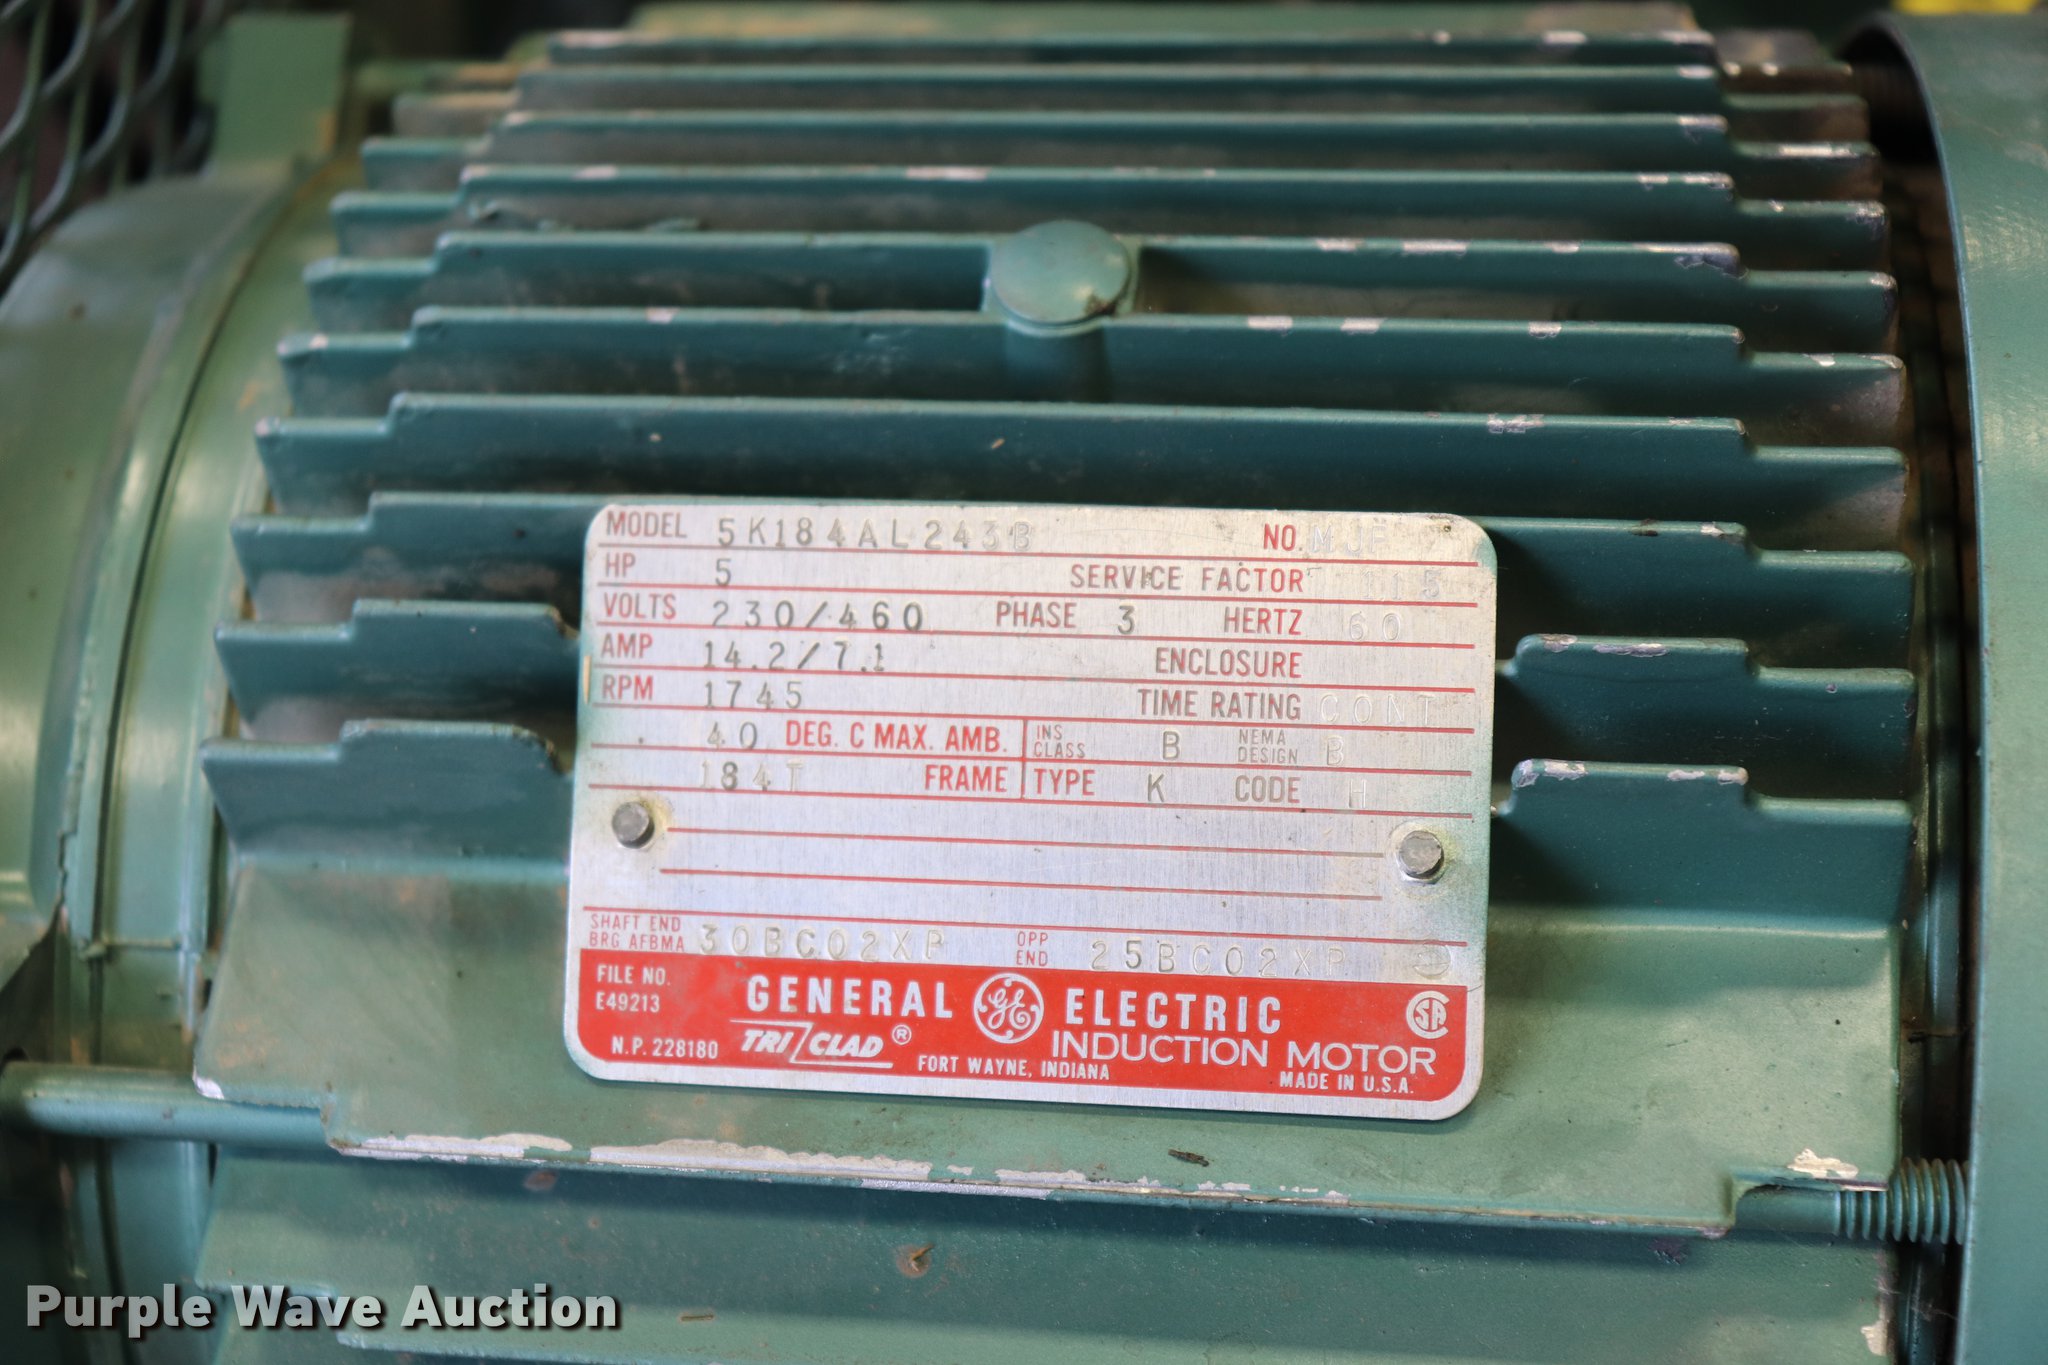 MODEL 5K184AL243B NO. MJF
HP 5 SERVICE FACTOR 1.15
VOLTS 230/460 PHASE 3 HERTZ 60
AMP 14.2/7.1 ENCLOSURE
RPM 1745 TIME RATING CONT
40 DEG. C MAX. AMB. INS CLASS B NEMA DESIGN B
184T FRAME TYPE K CODE H
SHAFT END BRG AFBMA 30BC02XP OPP END 25BC02XP
FILE NO. E49213
GENERAL GE ELECTRIC
TRI/CLAD ® INDUCTION MOTOR
N.P. 228180 FORT WAYNE, INDIANA MADE IN U.S.A.
Purple Wave Auction